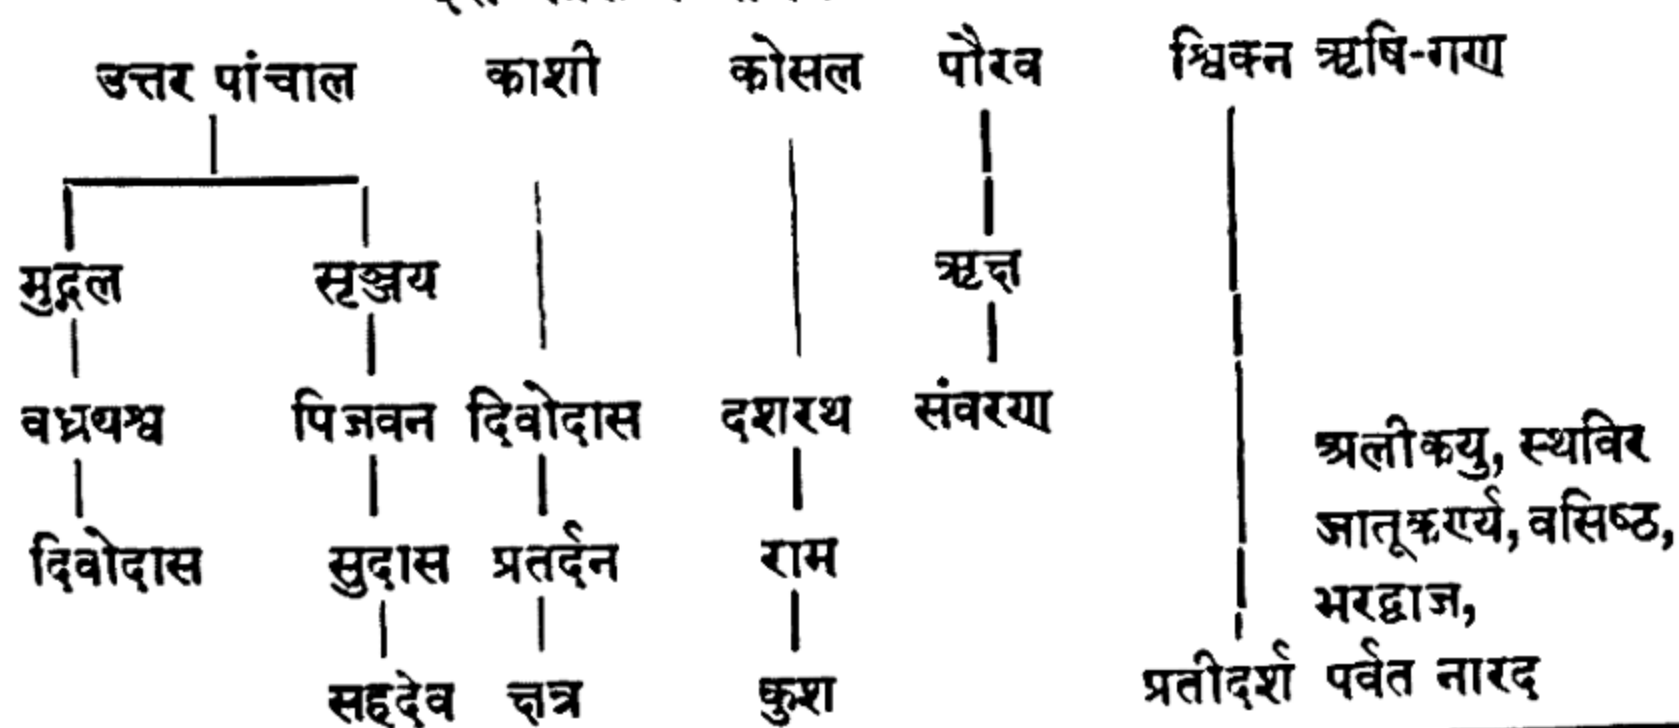 उत्तर पांचाल काशी कोसल पौरव श्विक्न ऋषि-गण
मुद्गल सृञ्जय ऋक्ष
वध्रयश्व पिजवन दिवोदास दशरथ संवरण
अलीकयु, स्थविर
जातूकर्ण्य, वसिष्ठ,
दिवोदास सुदास प्रतर्दन राम
भरद्वाज,
सहदेव क्षत्र कुश प्रतीदर्श पर्वत नारद